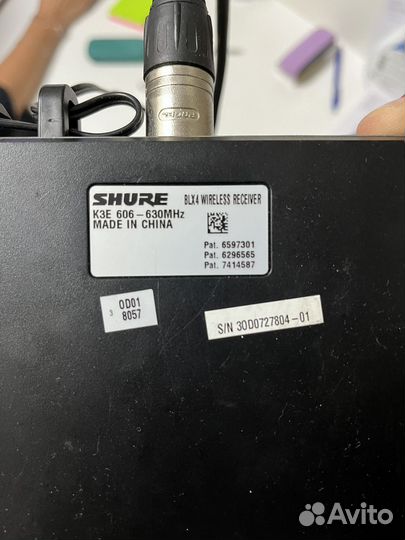 SHURE
BLX4 WIRELESS RECEIVER
K3E 606–630MHz
MADE IN CHINA
Pat. 6597301
Pat. 6296565
Pat. 7414587
0D01
3 8057
S/N 3OD0727804-01
Avito